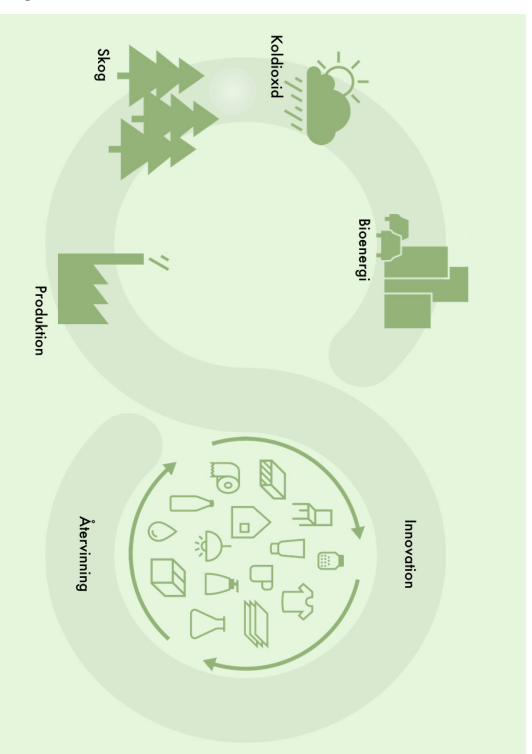 Skog
Koldioxid
Bioenergi
Produktion
Innovation
Återvinning